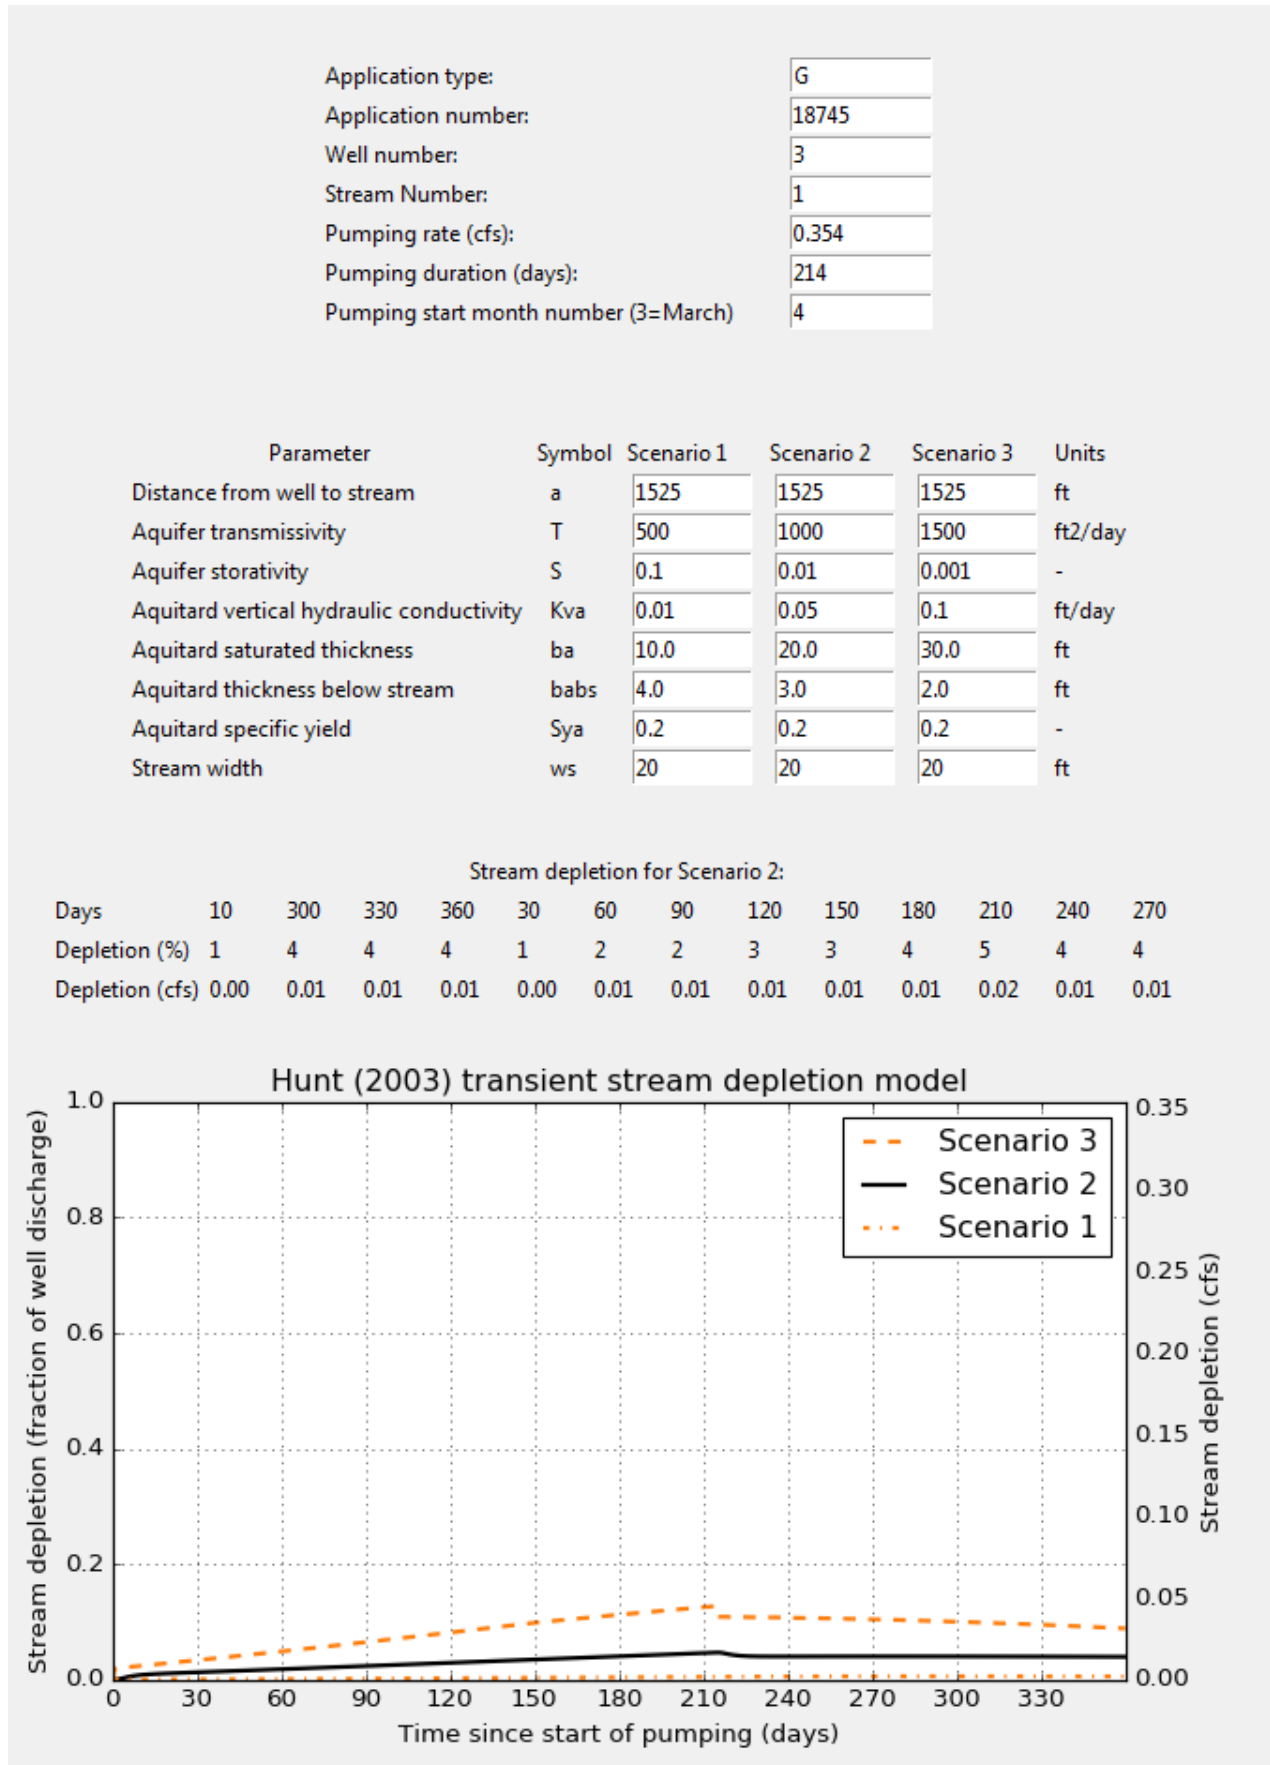 Application type: G
Application number: 18745
Well number: 3
Stream Number: 1
Pumping rate (cfs): 0.354
Pumping duration (days): 214
Pumping start month number (3=March) 4
Parameter Symbol Scenario 1 Scenario 2 Scenario 3 Units
Distance from well to stream a 1525 1525 1525 ft
Aquifer transmissivity T 500 1000 1500 ft2/day
Aquifer storativity S 0.1 0.01 0.001 -
Aquitard vertical hydraulic conductivity Kva 0.01 0.05 0.1 ft/day
Aquitard saturated thickness ba 10.0 20.0 30.0 ft
Aquitard thickness below stream babs 4.0 3.0 2.0 ft
Aquitard specific yield Sya 0.2 0.2 0.2 -
Stream width ws 20 20 20 ft
Stream depletion for Scenario 2:
Days 10 300 330 360 30 60 90 120 150 180 210 240 270
Depletion (%) 1 4 4 4 1 2 2 3 3 4 5 4 4
Depletion (cfs) 0.00 0.01 0.01 0.01 0.00 0.01 0.01 0.01 0.01 0.01 0.02 0.01 0.01
Hunt (2003) transient stream depletion model
Stream depletion (fraction of well discharge)
1.0
0.8
0.6
0.4
0.2
0.0
Scenario 3
Scenario 2
Scenario 1
0.35
0.30
0.25
0.20
0.15
0.10
0.05
0.00
Stream depletion (cfs)
0 30 60 90 120 150 180 210 240 270 300 330
Time since start of pumping (days)